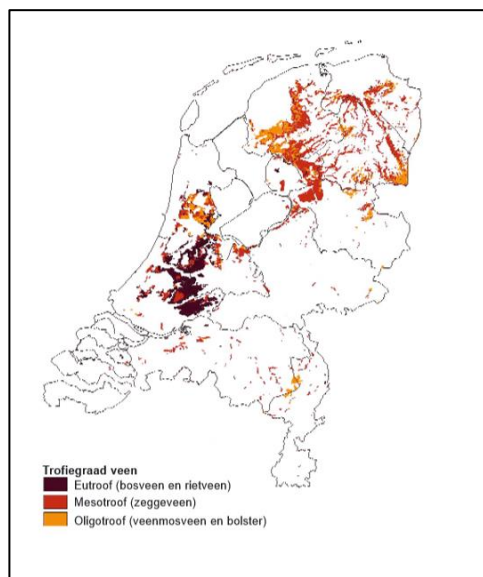 Trofiegraad veen
Eutroof (bosveen en rietveen)
Mesotroof (zeggeveen)
Oligotroof (veenmosveen en bolster)